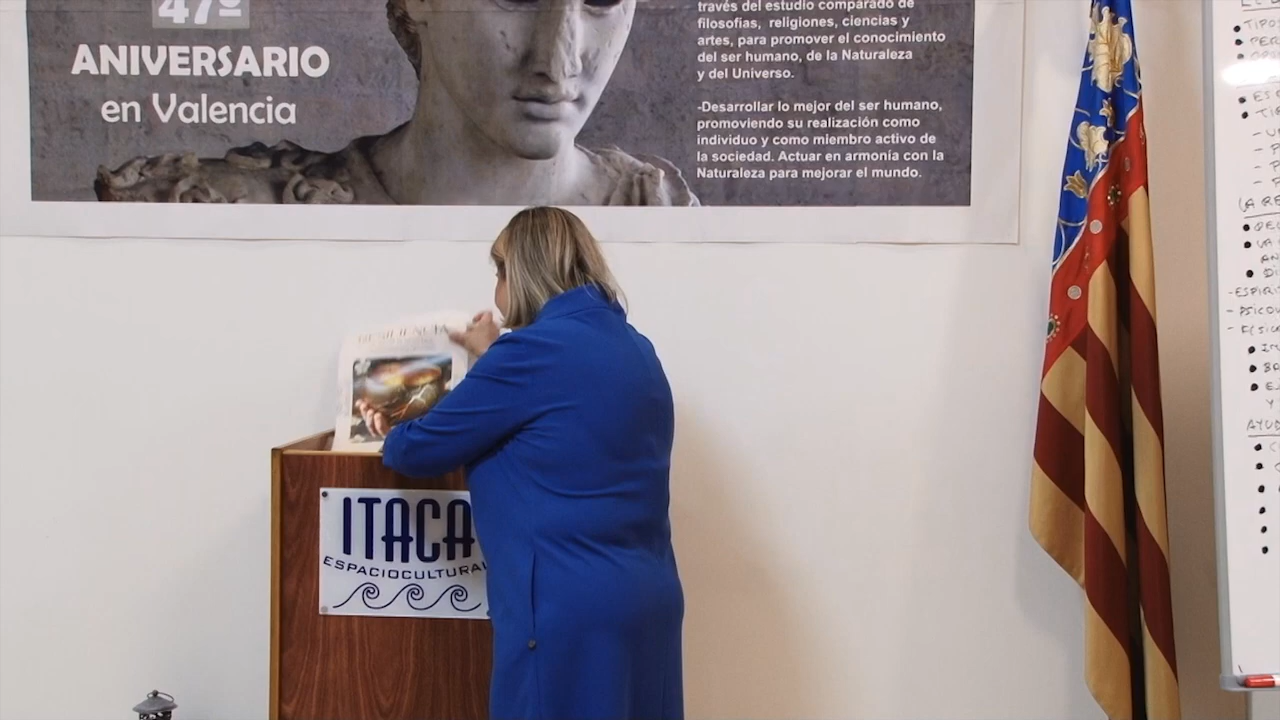 47º
ANIVERSARIO
en Valencia
través del estudio comparado de
filosofías, religiones, ciencias y
artes, para promover el conocimiento
del ser humano, de la Naturaleza
y del Universo.
-Desarrollar lo mejor del ser humano,
promoviendo su realización como
individuo y como miembro activo de
la sociedad. Actuar en armonía con la
Naturaleza para mejorar el mundo.
RESILIENCIA
ITACA
ESPACIOCULTURAL